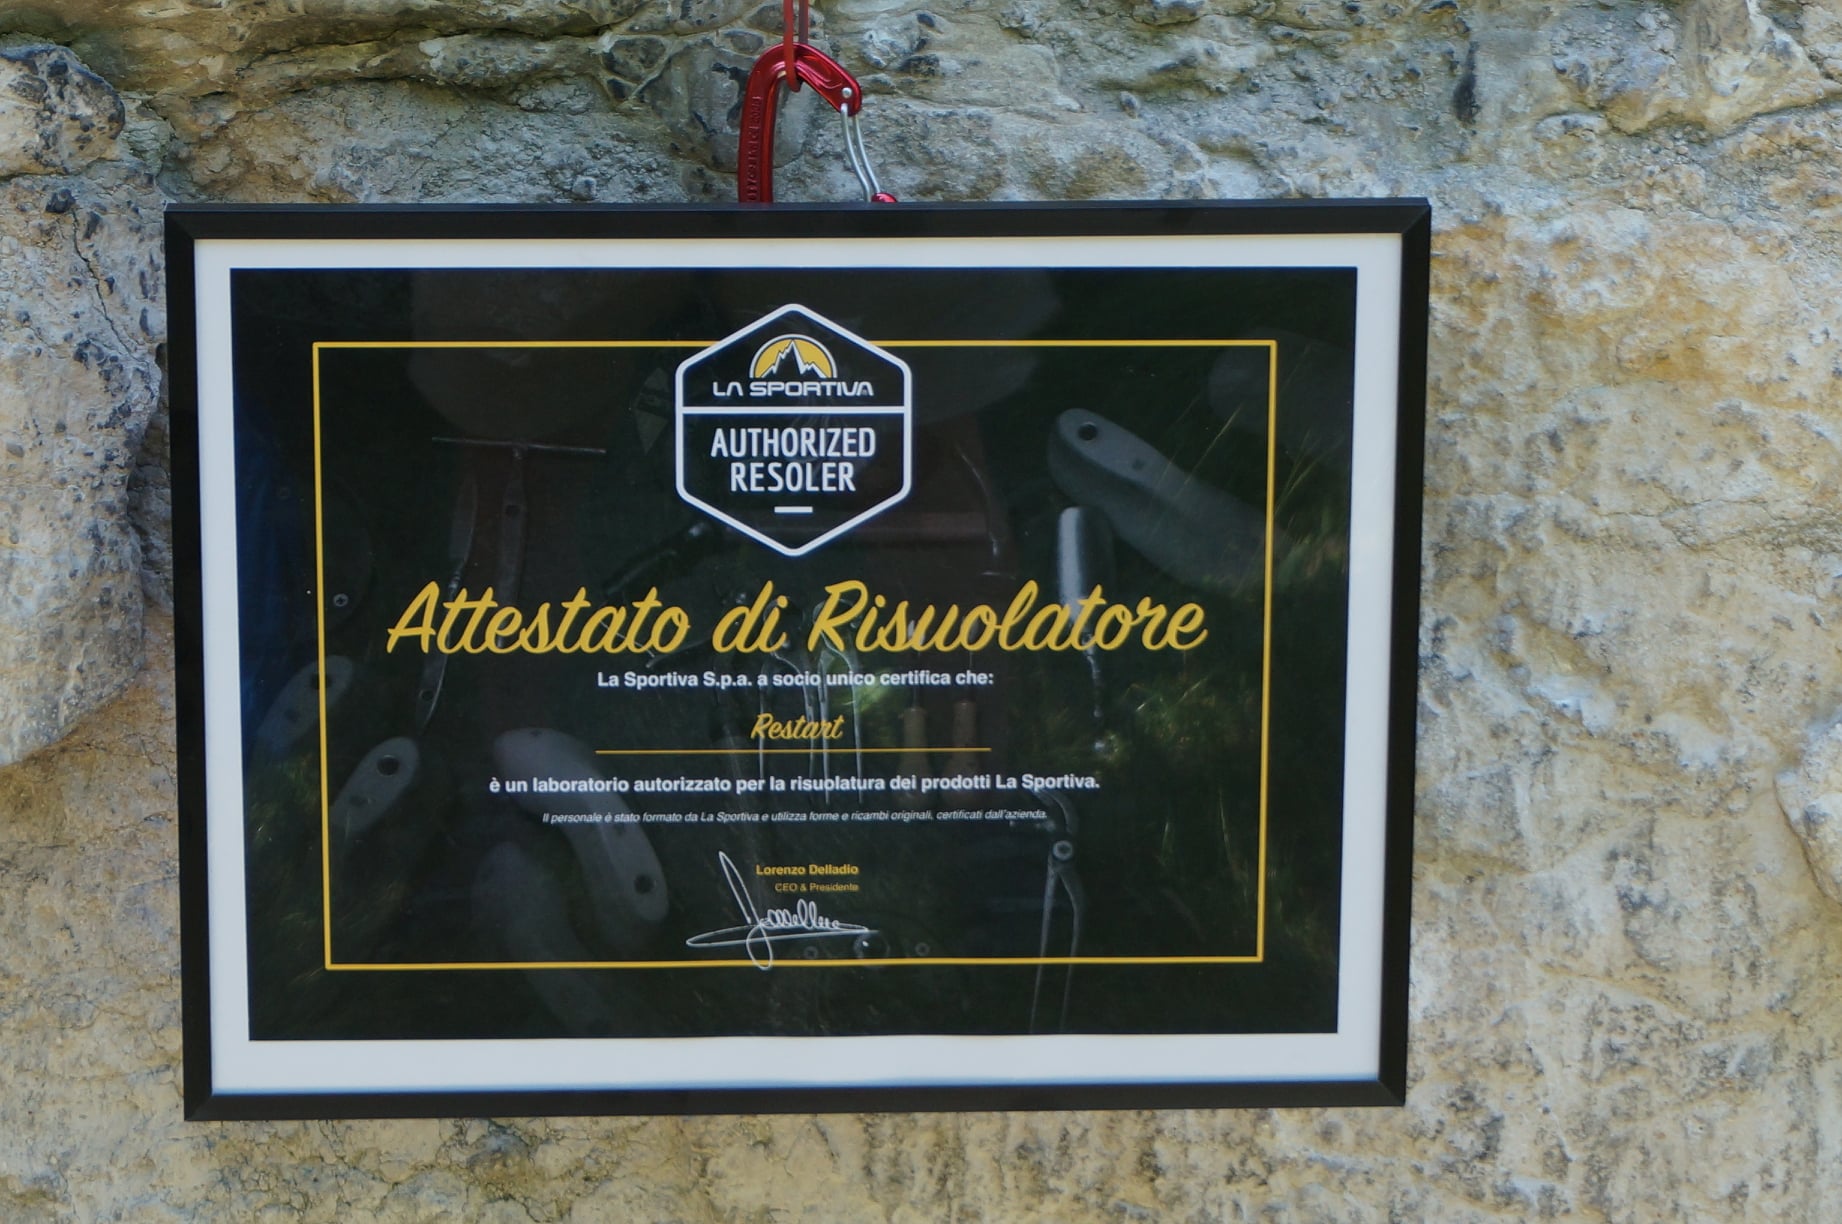 LA SPORTIVA
AUTHORIZED
RESOLER
Attestato di Risuolatore
La Sportiva S.p.a. a socio unico certifica che:
Restart
è un laboratorio autorizzato per la risuolatura dei prodotti La Sportiva.
Il personale è stato formato da La Sportiva e utilizza forme e ricambi originali, certificati dall'azienda.
Lorenzo Delladio
CEO & Presidente